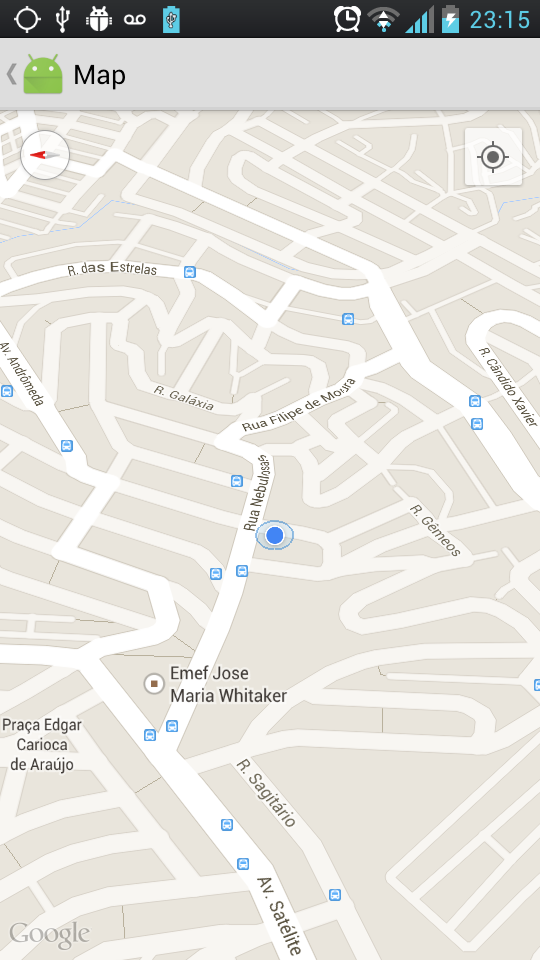 23:15
Map
R. das Estrelas
Av. Andrômeda
R. Cândido Xavier
R. Galáxia
Rua Filipe de Moura
Rua Nebulosas
R. Gêmeos
Emef Jose
Maria Whitaker
Praça Edgar
Carioca
de Araújo
R. Sagitário
Av. Satélite
Google